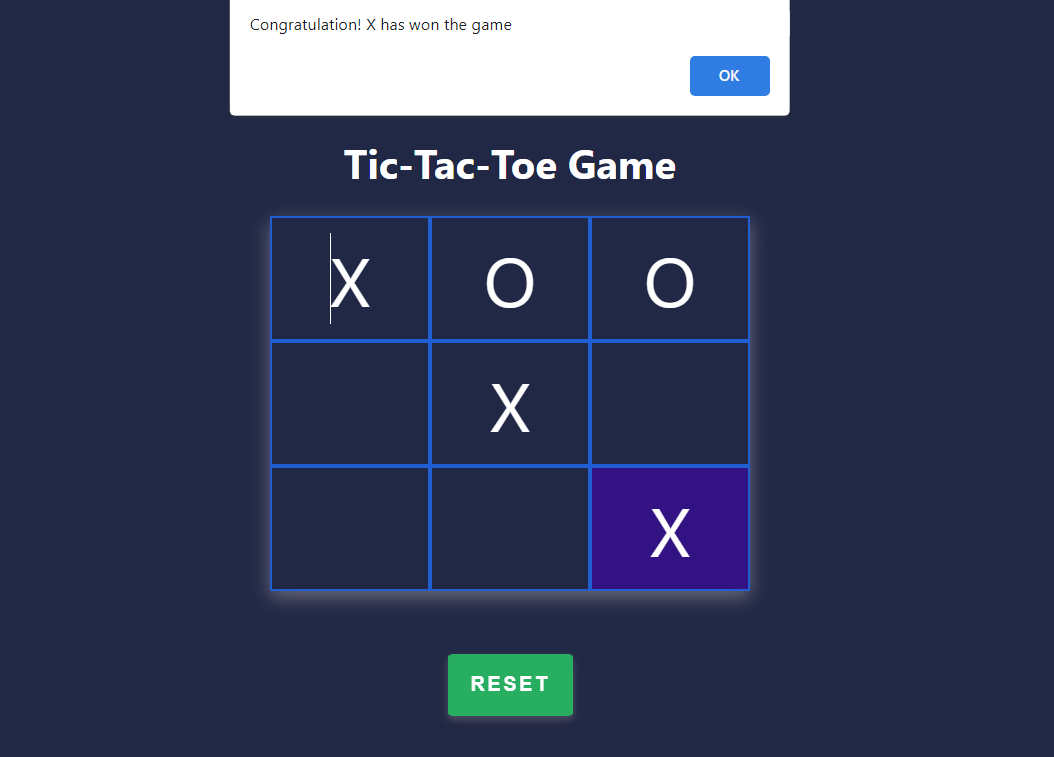 Congratulation! X has won the game
OK
Tic-Tac-Toe Game
X O O
X
X
RESET